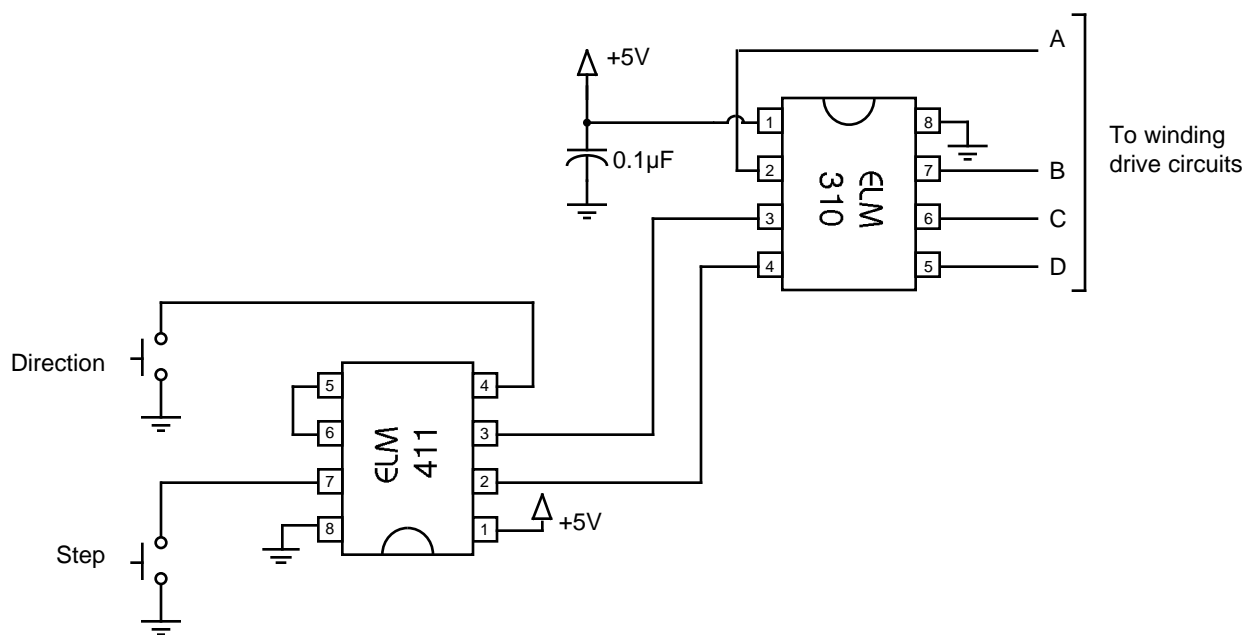 A
+5V
1
8
To winding
drive circuits
0.1µF
2
7
B
ELM
310
3
6
C
4
5
D
Direction
5
4
6
3
ELM
411
7
2
8
1
+5V
Step